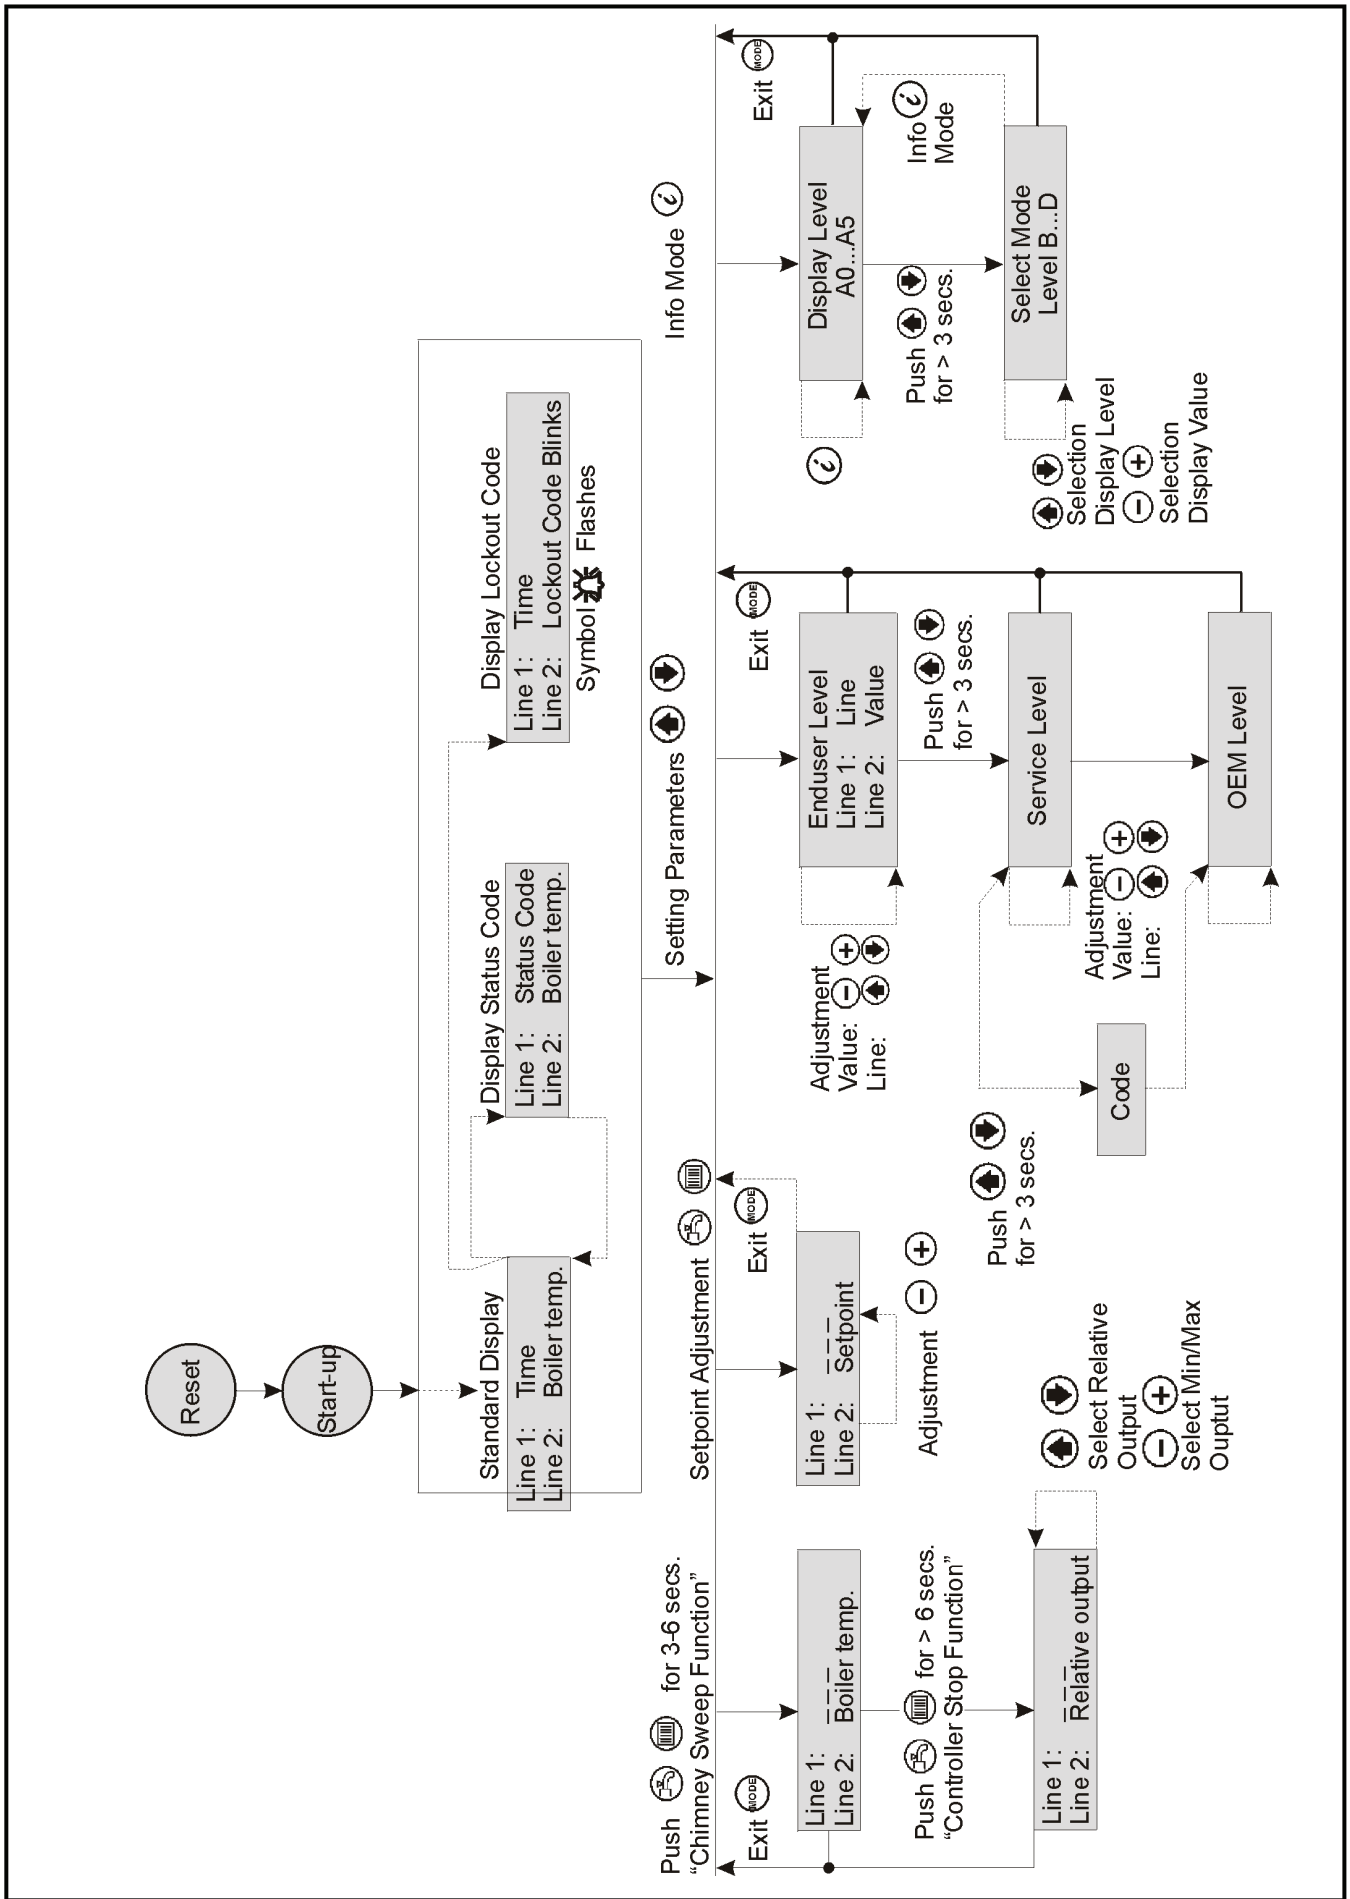 Reset
Start-up
Standard Display
Line 1: Time
Line 2: Boiler temp.
Display Status Code
Line 1: Status Code
Line 2: Boiler temp.
Display Lockout Code
Line 1: Time
Line 2: Lockout Code Blinks
Symbol Flashes
Push for 3-6 secs.
“Chimney Sweep Function”
Exit MODE
Line 1: _ _ _
Line 2: Boiler temp.
Push for > 6 secs.
“Controller Stop Function”
Line 1: _ _ _
Line 2: Relative output
Select Relative
Output
Select Min/Max
Ouptut
Setpoint Adjustment
Exit MODE
Line 1: _ _ _
Line 2: Setpoint
Adjustment − +
Setting Parameters
Exit MODE
Enduser Level
Line 1: Line
Line 2: Value
Adjustment
Value: − +
Line:
Push
for > 3 secs.
Service Level
Push
for > 3 secs.
Code
Adjustment
Value: − +
Line:
OEM Level
Info Mode i
Exit MODE
Display Level
A0...A5
i
Push
for > 3 secs.
Info i
Mode
Select Mode
Level B...D
Selection
Display Level
− +
Selection
Display Value